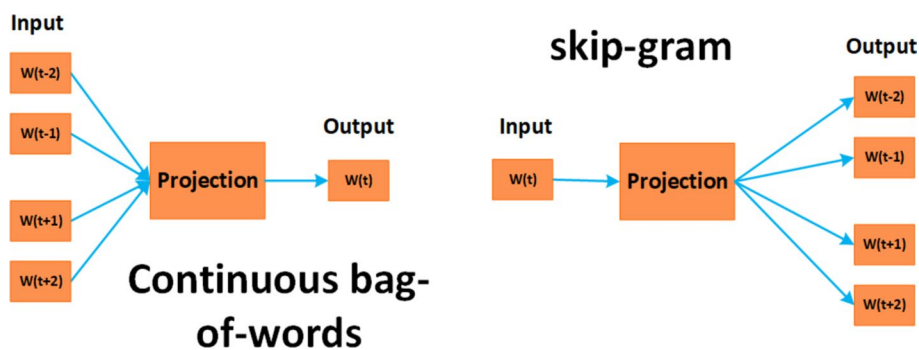 Input
W(t-2)
W(t-1)
W(t+1)
W(t+2)
Projection
Output
W(t)
Continuous bag-
of-words
skip-gram
Input
W(t)
Projection
Output
W(t-2)
W(t-1)
W(t+1)
W(t+2)